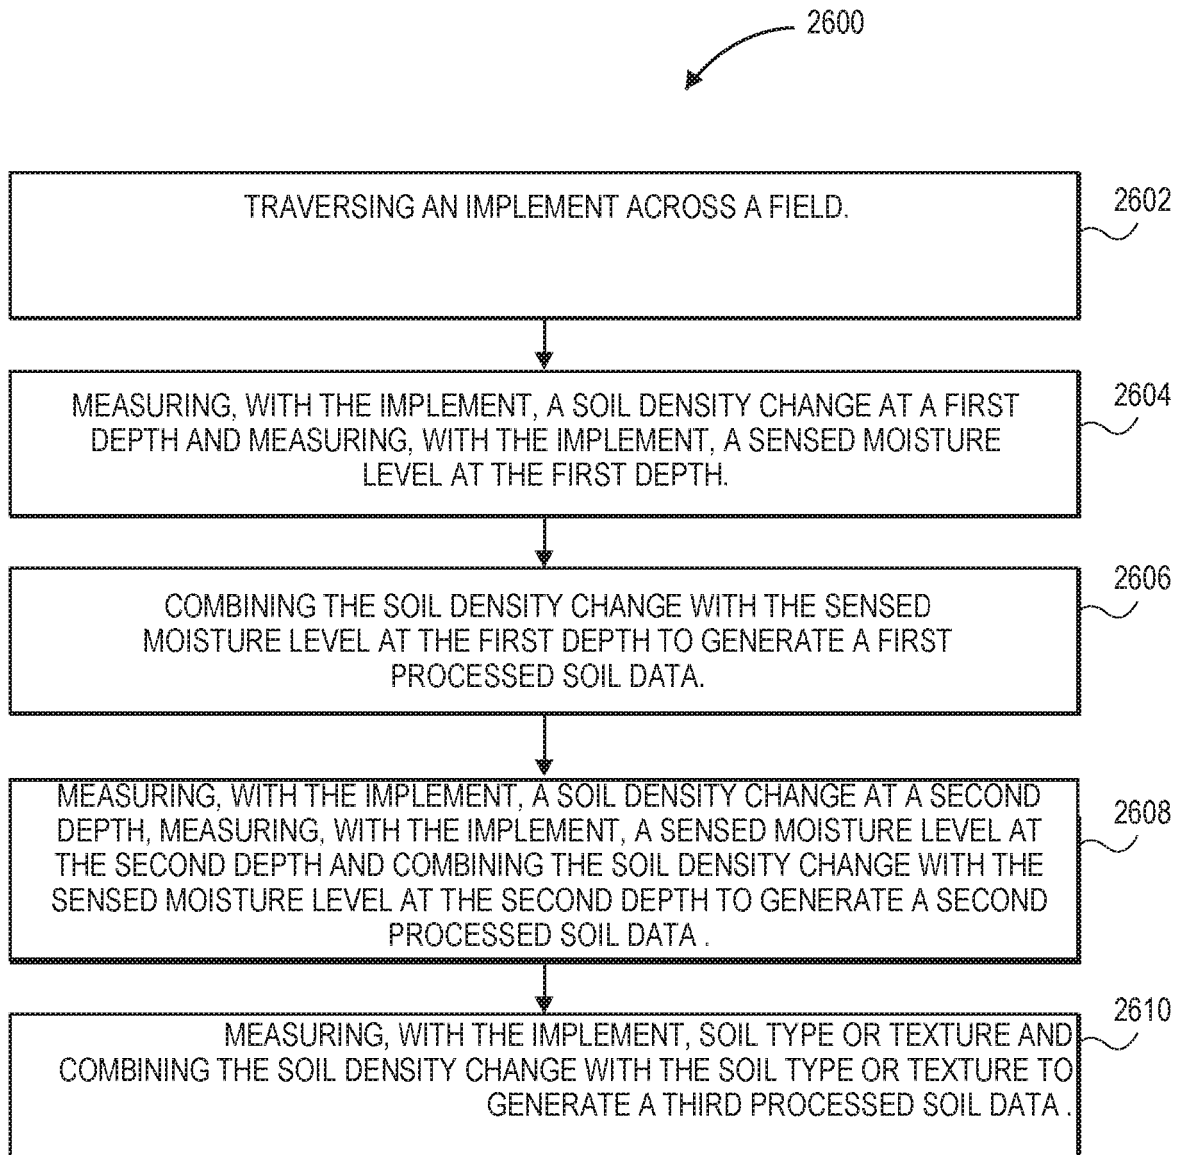 2600
TRAVERSING AN IMPLEMENT ACROSS A FIELD.
2602
MEASURING, WITH THE IMPLEMENT, A SOIL DENSITY CHANGE AT A FIRST
DEPTH AND MEASURING, WITH THE IMPLEMENT, A SENSED MOISTURE
LEVEL AT THE FIRST DEPTH.
2604
COMBINING THE SOIL DENSITY CHANGE WITH THE SENSED
MOISTURE LEVEL AT THE FIRST DEPTH TO GENERATE A FIRST
PROCESSED SOIL DATA.
2606
MEASURING, WITH THE IMPLEMENT, A SOIL DENSITY CHANGE AT A SECOND
DEPTH, MEASURING, WITH THE IMPLEMENT, A SENSED MOISTURE LEVEL AT
THE SECOND DEPTH AND COMBINING THE SOIL DENSITY CHANGE WITH THE
SENSED MOISTURE LEVEL AT THE SECOND DEPTH TO GENERATE A SECOND
PROCESSED SOIL DATA .
2608
MEASURING, WITH THE IMPLEMENT, SOIL TYPE OR TEXTURE AND
COMBINING THE SOIL DENSITY CHANGE WITH THE SOIL TYPE OR TEXTURE TO
GENERATE A THIRD PROCESSED SOIL DATA .
2610